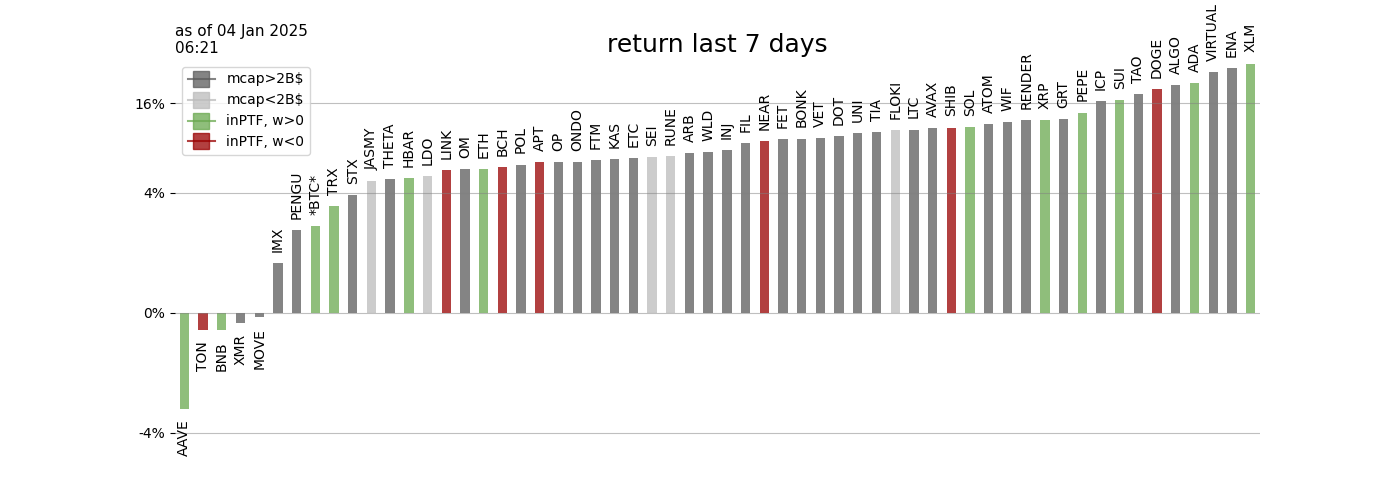 as of 04 Jan 2025
06:21
return last 7 days
mcap>2B$
mcap<2B$
inPTF, w>0
inPTF, w<0
16%
4%
0%
-4%
AAVE
TON
BNB
XMR
MOVE
IMX
PENGU
*BTC*
TRX
STX
JASMY
THETA
HBAR
LDO
LINK
OM
ETH
BCH
POL
APT
OP
ONDO
FTM
KAS
ETC
SEI
RUNE
ARB
WLD
INJ
FIL
NEAR
FET
BONK
VET
DOT
UNI
TIA
FLOKI
LTC
AVAX
SHIB
SOL
ATOM
WIF
RENDER
XRP
GRT
PEPE
ICP
SUI
TAO
DOGE
ALGO
ADA
VIRTUAL
ENA
XLM